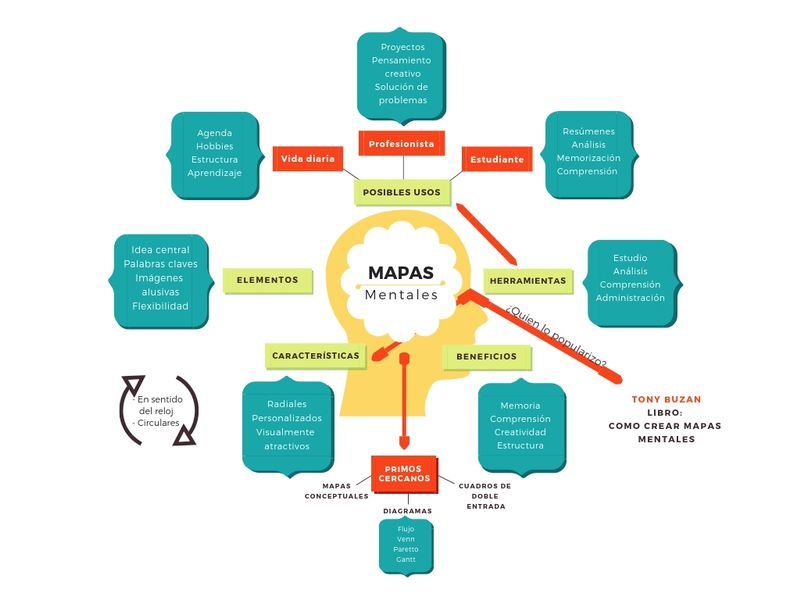 Proyectos
Pensamiento
creativo
Solución de
problemas
Agenda
Hobbies
Estructura
Aprendizaje
Vida diaria
Profesionista
Estudiante
Resúmenes
Análisis
Memorización
Comprensión
POSIBLES USOS
Idea central
Palabras claves
Imágenes
alusivas
Flexibilidad
ELEMENTOS
MAPAS
Mentales
HERRAMIENTAS
Estudio
Análisis
Comprensión
Administración
¿Quien lo popularizo?
CARACTERÍSTICAS
BENEFICIOS
- En sentido
del reloj
- Circulares
Radiales
Personalizados
Visualmente
atractivos
Memoria
Comprensión
Creatividad
Estructura
TONY BUZAN
LIBRO:
COMO CREAR MAPAS
MENTALES
PRIMOS
CERCANOS
MAPAS
CONCEPTUALES
DIAGRAMAS
CUADROS DE
DOBLE
ENTRADA
Flujo
Venn
Paretto
Gantt